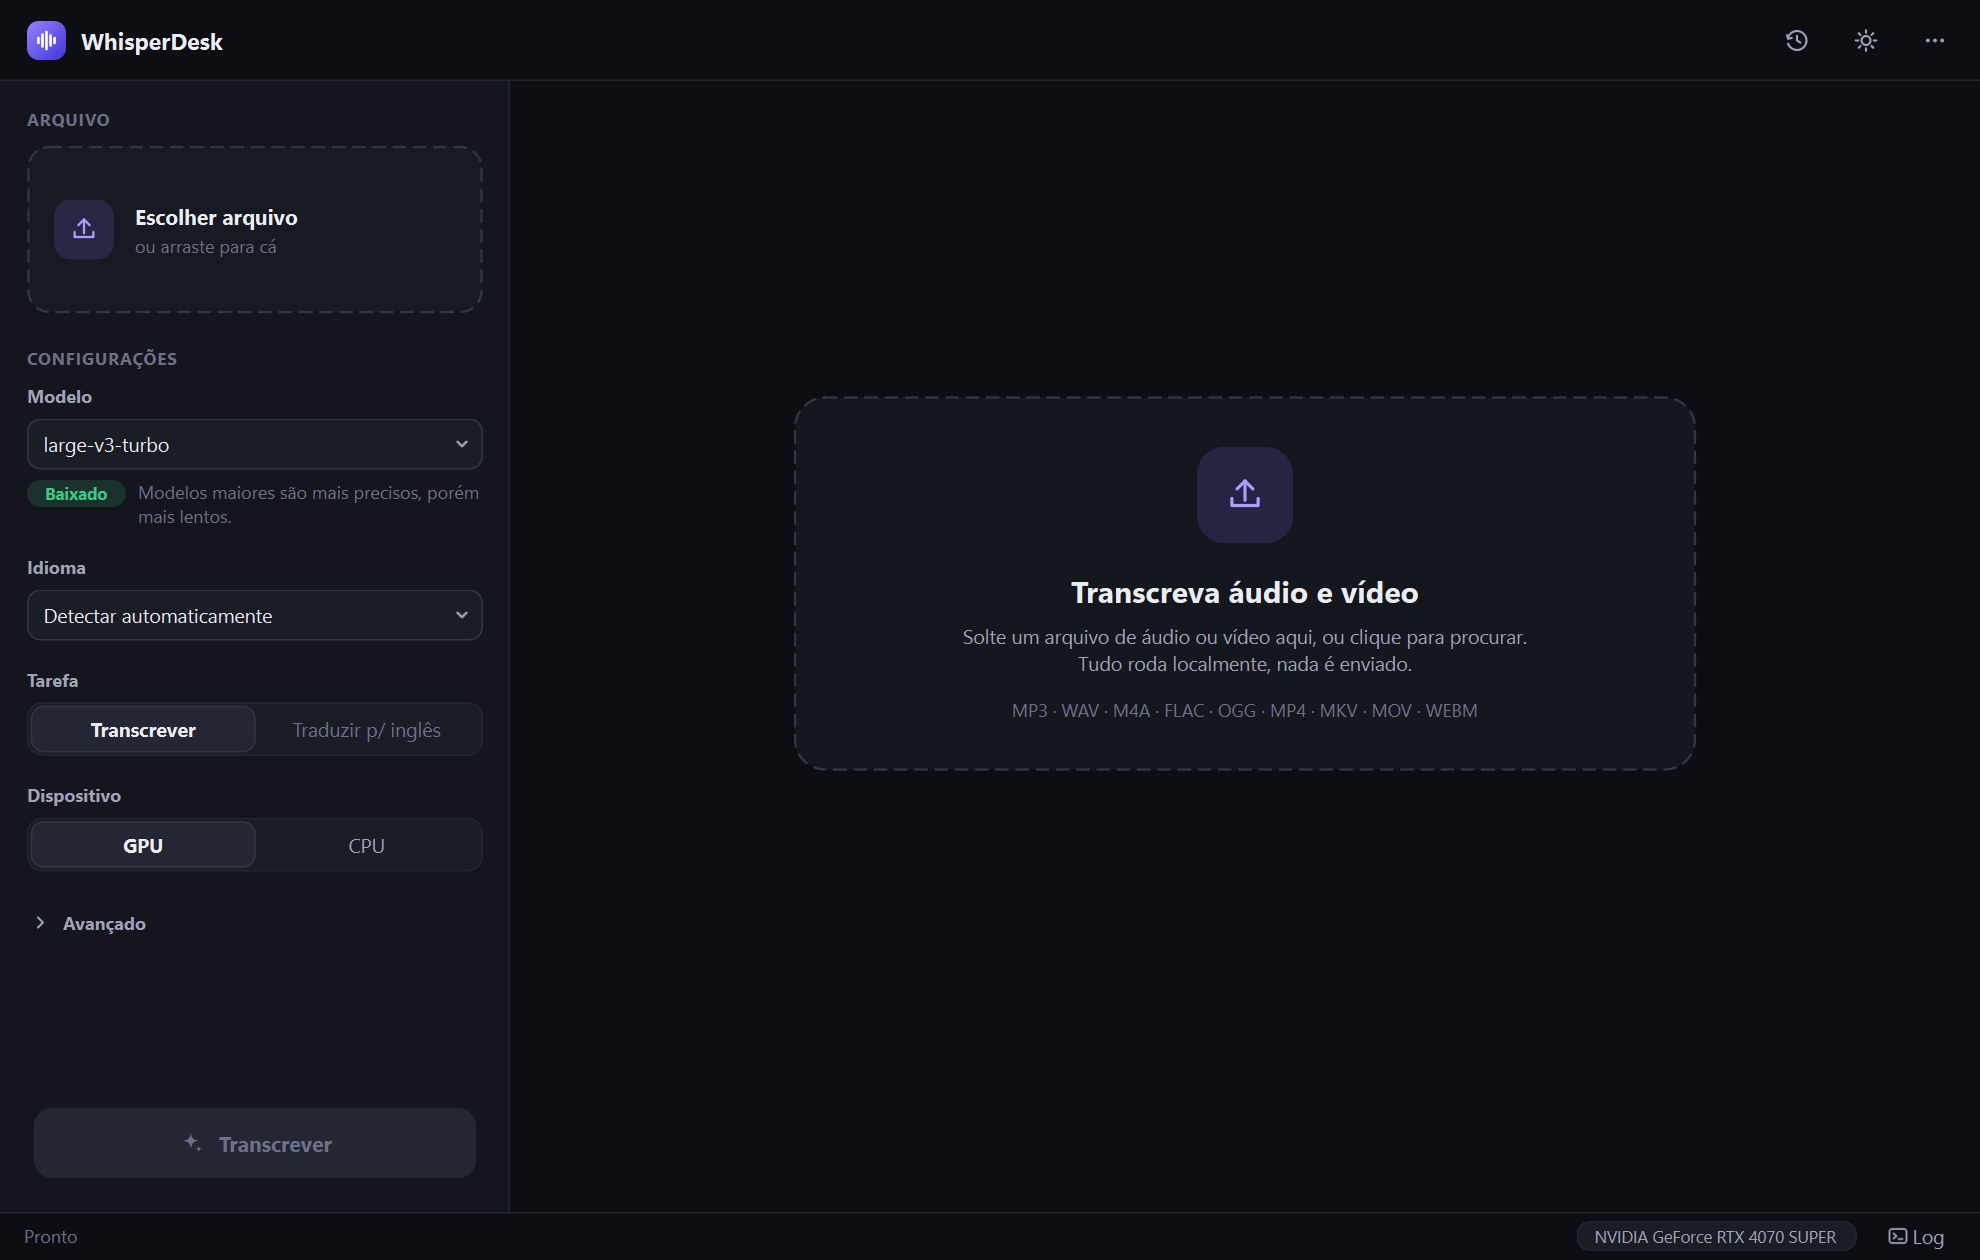 WhisperDesk
ARQUIVO
Escolher arquivo
ou arraste para cá
CONFIGURAÇÕES
Modelo
large-v3-turbo
Baixado
Modelos maiores são mais precisos, porém
mais lentos.
Idioma
Detectar automaticamente
Tarefa
Transcrever
Traduzir p/ inglês
Dispositivo
GPU
CPU
Avançado
Transcrever
Transcreva áudio e vídeo
Solte um arquivo de áudio ou vídeo aqui, ou clique para procurar.
Tudo roda localmente, nada é enviado.
MP3 · WAV · M4A · FLAC · OGG · MP4 · MKV · MOV · WEBM
Pronto
NVIDIA GeForce RTX 4070 SUPER
Log